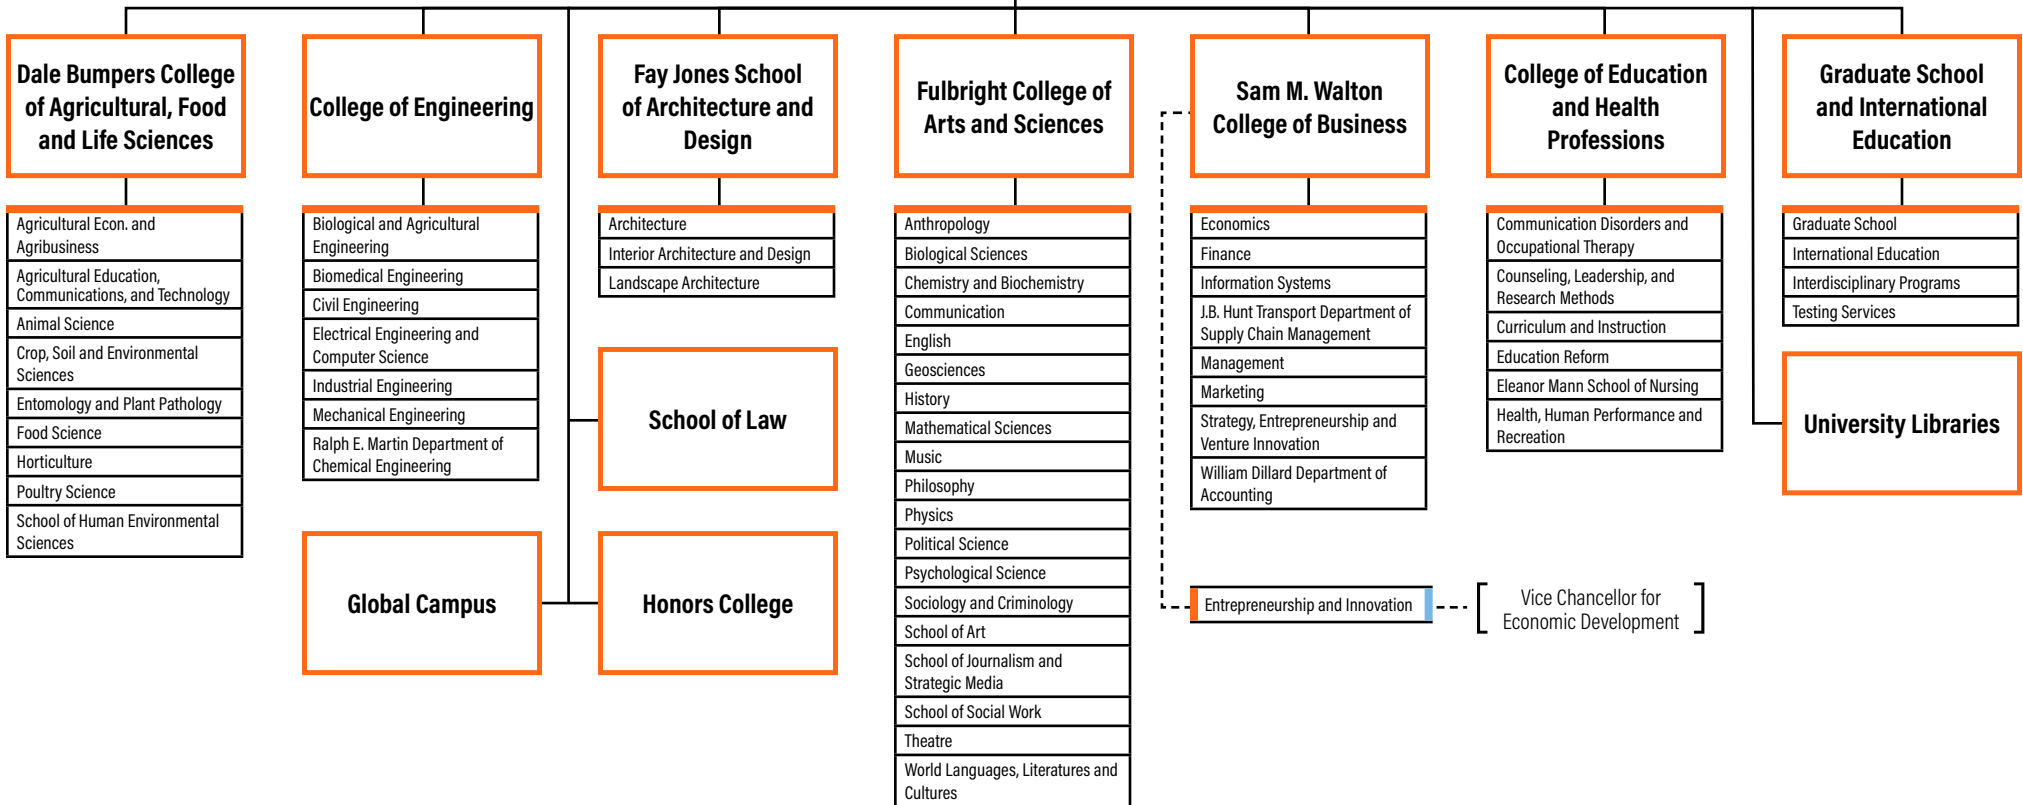 Dale Bumpers College
of Agricultural, Food
and Life Sciences
Agricultural Econ. and
Agribusiness
Agricultural Education,
Communications, and Technology
Animal Science
Crop, Soil and Environmental
Sciences
Entomology and Plant Pathology
Food Science
Horticulture
Poultry Science
School of Human Environmental
Sciences
College of Engineering
Biological and Agricultural
Engineering
Biomedical Engineering
Civil Engineering
Electrical Engineering and
Computer Science
Industrial Engineering
Mechanical Engineering
Ralph E. Martin Department of
Chemical Engineering
Global Campus
Fay Jones School
of Architecture and
Design
Architecture
Interior Architecture and Design
Landscape Architecture
School of Law
Honors College
Fulbright College of
Arts and Sciences
Anthropology
Biological Sciences
Chemistry and Biochemistry
Communication
English
Geosciences
History
Mathematical Sciences
Music
Philosophy
Physics
Political Science
Psychological Science
Sociology and Criminology
School of Art
School of Journalism and
Strategic Media
School of Social Work
Theatre
World Languages, Literatures and
Cultures
Sam M. Walton
College of Business
Economics
Finance
Information Systems
J.B. Hunt Transport Department of
Supply Chain Management
Management
Marketing
Strategy, Entrepreneurship and
Venture Innovation
William Dillard Department of
Accounting
Entrepreneurship and Innovation
Vice Chancellor for
Economic Development
College of Education
and Health
Professions
Communication Disorders and
Occupational Therapy
Counseling, Leadership, and
Research Methods
Curriculum and Instruction
Education Reform
Eleanor Mann School of Nursing
Health, Human Performance and
Recreation
Graduate School
and International
Education
Graduate School
International Education
Interdisciplinary Programs
Testing Services
University Libraries